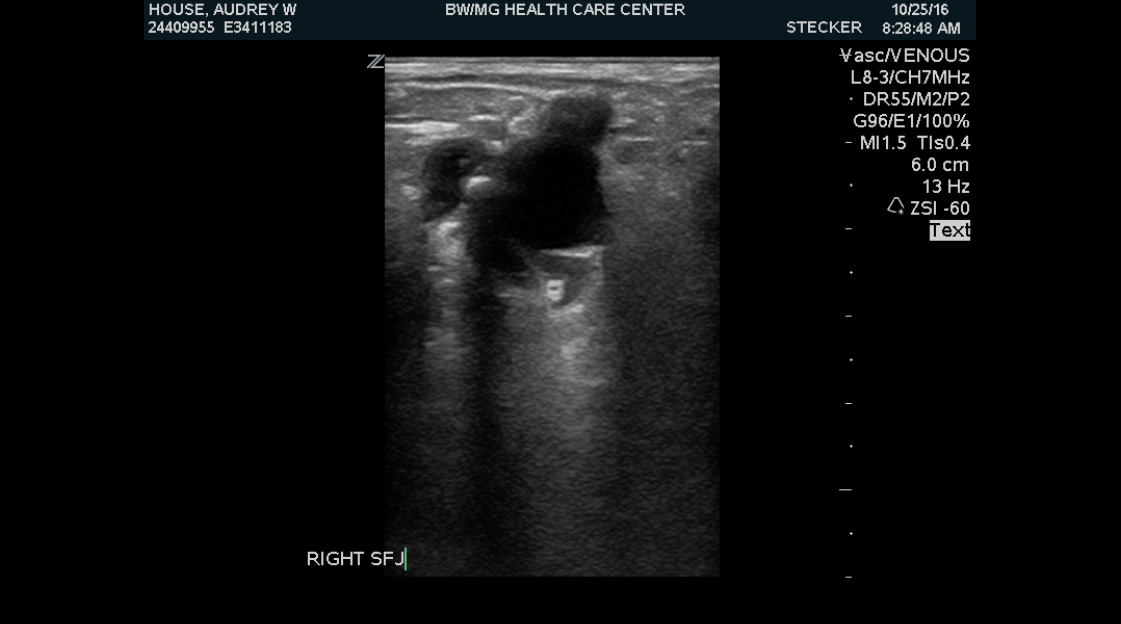 HOUSE, AUDREY W
BW/MG HEALTH CARE CENTER
10/25/16
24409955 E3411183
STECKER
8:28:48 AM
Vasc/VENOUS
L8-3/CH7MHz
DR55/M2/P2
G96/E1/100%
MI1.5 TIs0.4
6.0 cm
13 Hz
ZSI -60
Text
RIGHT SFJ